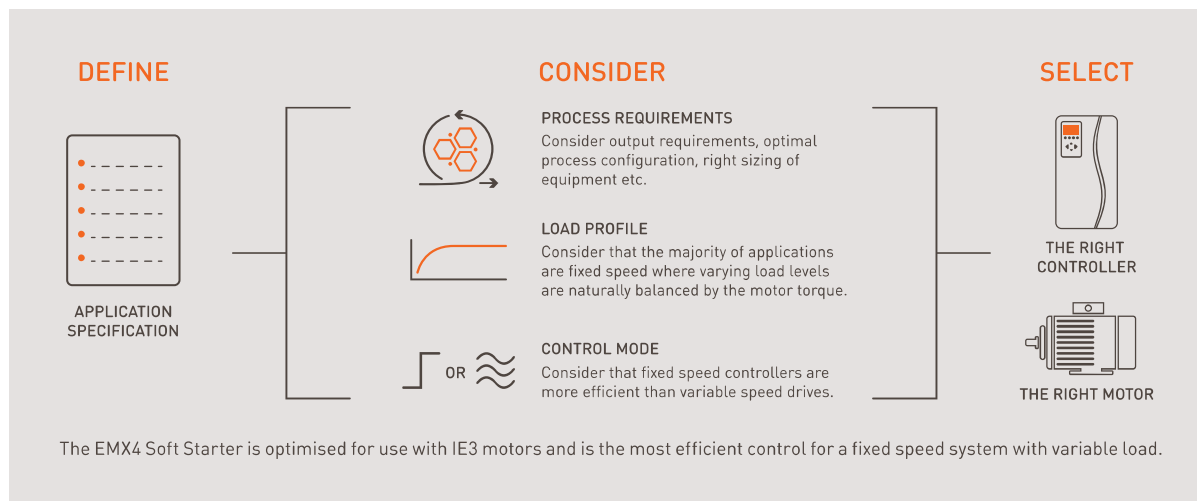 DEFINE
APPLICATION
SPECIFICATION
CONSIDER
PROCESS REQUIREMENTS
Consider output requirements, optimal
process configuration, right sizing of
equipment etc.
LOAD PROFILE
Consider that the majority of applications
are fixed speed where varying load levels
are naturally balanced by the motor torque.
OR
CONTROL MODE
Consider that fixed speed controllers are
more efficient than variable speed drives.
SELECT
THE RIGHT
CONTROLLER
THE RIGHT MOTOR
The EMX4 Soft Starter is optimised for use with IE3 motors and is the most efficient control for a fixed speed system with variable load.